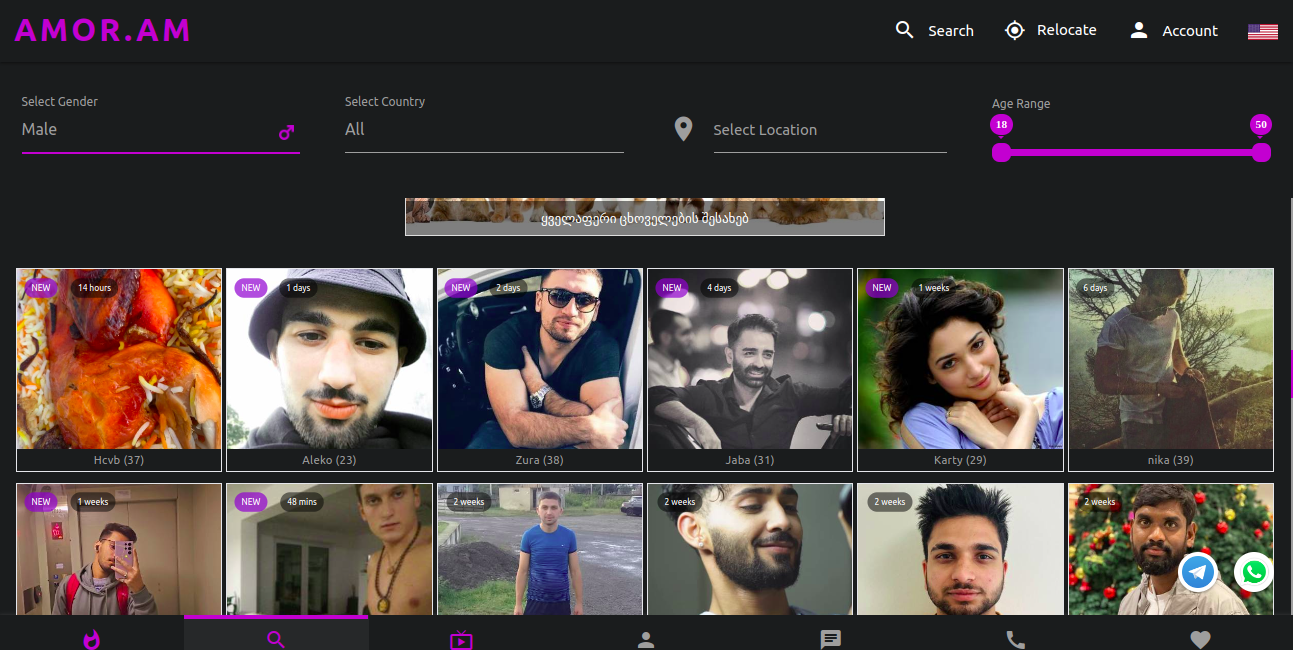 AMOR.AM
Search
Relocate
Account
Select Gender
Male
Select Country
All
Select Location
Age Range
18
50
ყველაფერი ცხოველების შესახებ
NEW 14 hours
Hcvb (37)
NEW 1 days
Aleko (23)
NEW 2 days
Zura (38)
NEW 4 days
Jaba (31)
NEW 1 weeks
Karty (29)
6 days
nika (39)
NEW 1 weeks
NEW 48 mins
2 weeks
2 weeks
2 weeks
2 weeks